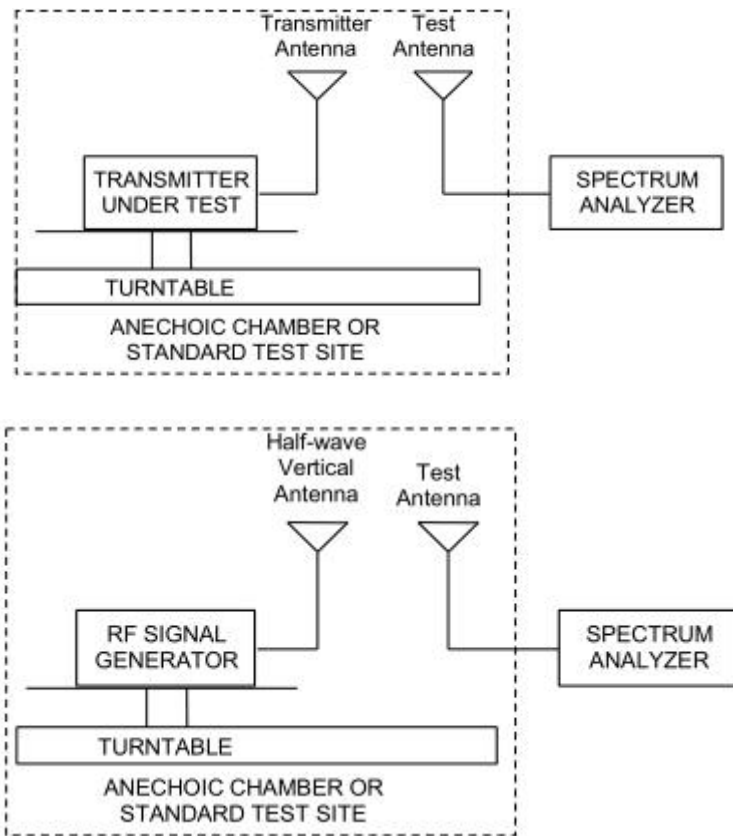 Transmitter
Antenna
Test
Antenna
TRANSMITTER
UNDER TEST
SPECTRUM
ANALYZER
TURNTABLE
ANECHOIC CHAMBER OR
STANDARD TEST SITE
Half-wave
Vertical
Antenna
Test
Antenna
RF SIGNAL
GENERATOR
SPECTRUM
ANALYZER
TURNTABLE
ANECHOIC CHAMBER OR
STANDARD TEST SITE